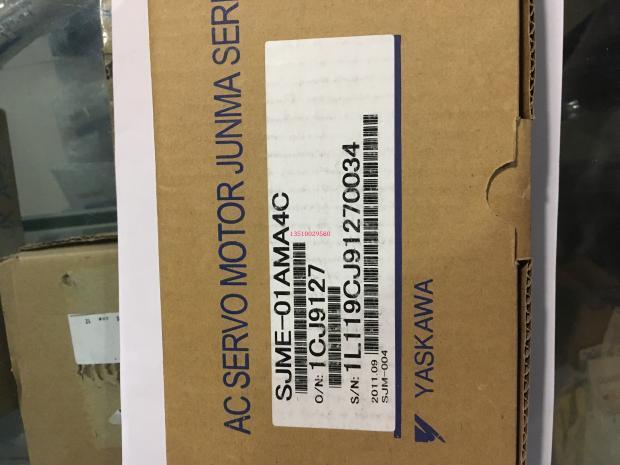 AC SERVO MOTOR JUNMA SERI
SJME-01AMA4C
13510029580
O/N: 1CJ9127
S/N: 1L119CJ91270034
2011.09
SJM-004
YASKAWA